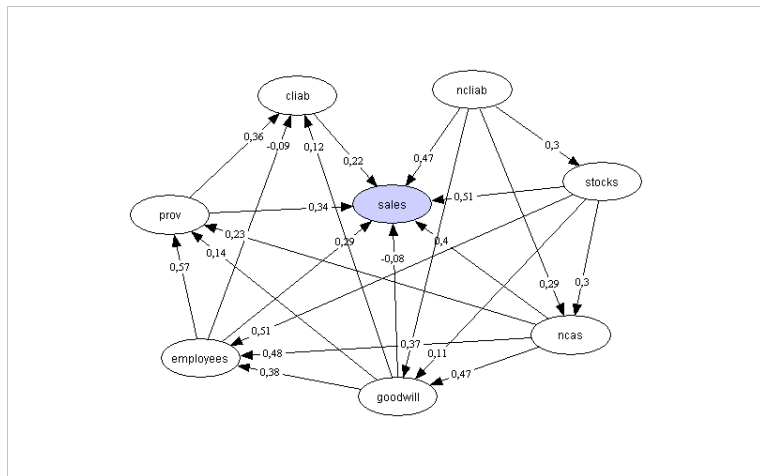 cliab
ncliab
0,36
-0,09
0,12
0,22
0,47
0,3
stocks
sales
0,51
prov
0,34
0,23
0,29
0,4
0,14
-0,08
0,57
0,29
0,3
0,51
ncas
0,37
0,11
employees
0,48
0,38
0,47
goodwill